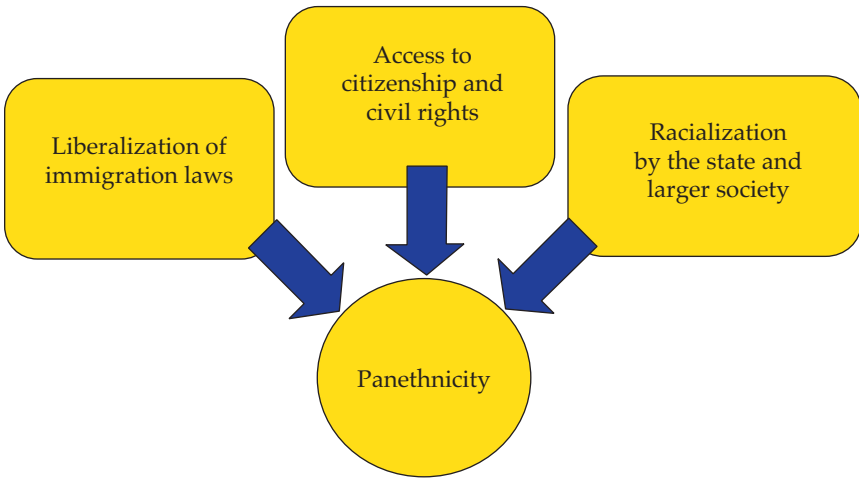 Liberalization of
immigration laws
Access to
citizenship and
civil rights
Racialization
by the state and
larger society
Panethnicity